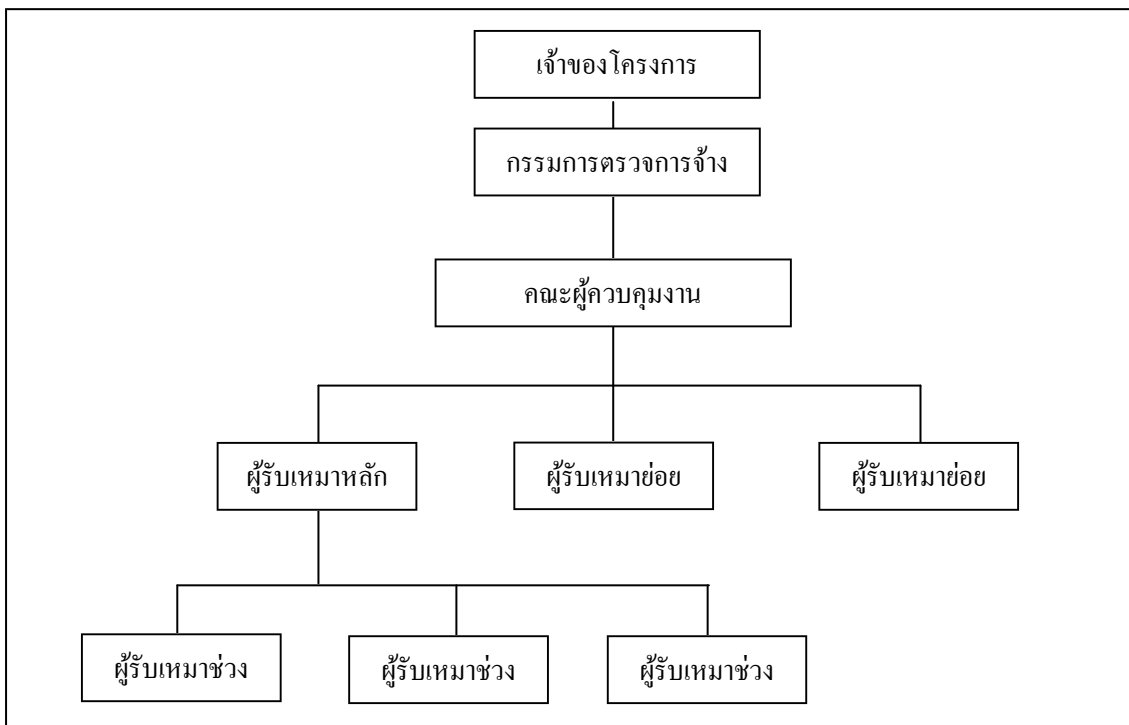 เจ้าของโครงการ
กรรมการตรวจการจ้าง
คณะผู้ควบคุมงาน
ผู้รับเหมาหลัก
ผู้รับเหมาย่อย
ผู้รับเหมาย่อย
ผู้รับเหมาช่วง
ผู้รับเหมาช่วง
ผู้รับเหมาช่วง